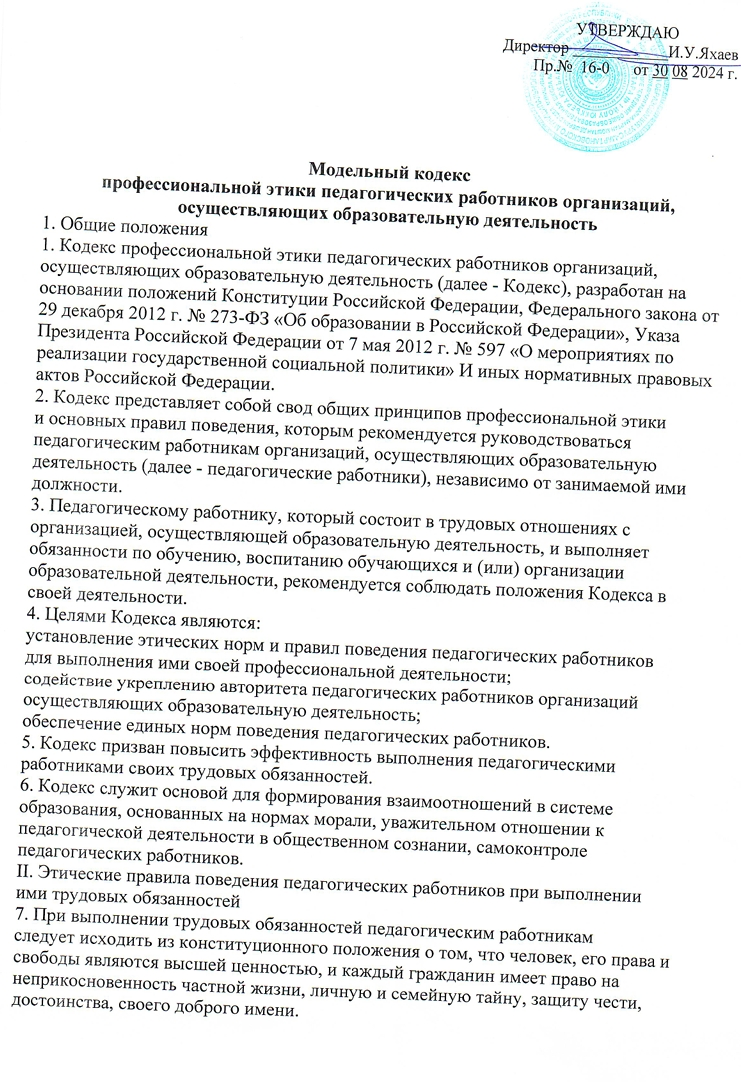 УТВЕРЖДАЮ
Директор И.У.Яхаев
Пр.№ 16-0 от 30 08 2024 г.
Модельный кодекс
профессиональной этики педагогических работников организаций,
осуществляющих образовательную деятельность
1. Общие положения
1. Кодекс профессиональной этики педагогических работников организаций,
осуществляющих образовательную деятельность (далее - Кодекс), разработан на
основании положений Конституции Российской Федерации, Федерального закона от
29 декабря 2012 г. № 273-ФЗ «Об образовании в Российской Федерации», Указа
Президента Российской Федерации от 7 мая 2012 г. № 597 «О мероприятиях по
реализации государственной социальной политики» И иных нормативных правовых
актов Российской Федерации.
2. Кодекс представляет собой свод общих принципов профессиональной этики
и основных правил поведения, которым рекомендуется руководствоваться
педагогическим работникам организаций, осуществляющих образовательную
деятельность (далее - педагогические работники), независимо от занимаемой ими
должности.
3. Педагогическому работнику, который состоит в трудовых отношениях с
организацией, осуществляющей образовательную деятельность, и выполняет
обязанности по обучению, воспитанию обучающихся и (или) организации
образовательной деятельности, рекомендуется соблюдать положения Кодекса в
своей деятельности.
4. Целями Кодекса являются:
установление этических норм и правил поведения педагогических работников
для выполнения ими своей профессиональной деятельности;
содействие укреплению авторитета педагогических работников организаций
осуществляющих образовательную деятельность;
обеспечение единых норм поведения педагогических работников.
5. Кодекс призван повысить эффективность выполнения педагогическими
работниками своих трудовых обязанностей.
6. Кодекс служит основой для формирования взаимоотношений в системе
образования, основанных на нормах морали, уважительном отношении к
педагогической деятельности в общественном сознании, самоконтроле
педагогических работников.
II. Этические правила поведения педагогических работников при выполнении
ими трудовых обязанностей
7. При выполнении трудовых обязанностей педагогическим работникам
следует исходить из конституционного положения о том, что человек, его права и
свободы являются высшей ценностью, и каждый гражданин имеет право на
неприкосновенность частной жизни, личную и семейную тайну, защиту чести,
достоинства, своего доброго имени.